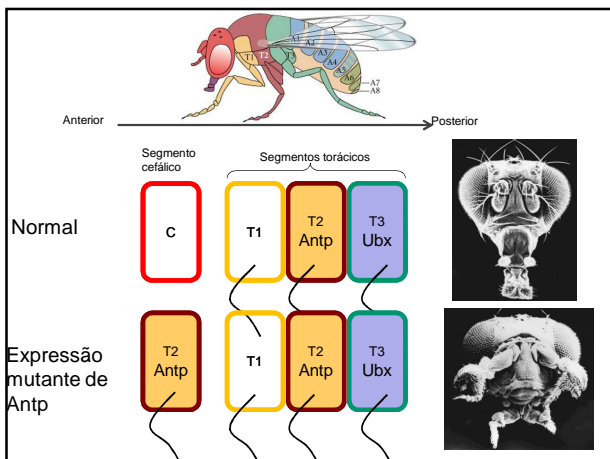 A1
A2
A3
A4
A5
A6
A7
A8
T1
T2
T3
Anterior
Posterior
Segmento
cefálico
Segmentos torácicos
Normal
C
T1
T2
Antp
T3
Ubx
Expressão
mutante de
Antp
T2
Antp
T1
T2
Antp
T3
Ubx